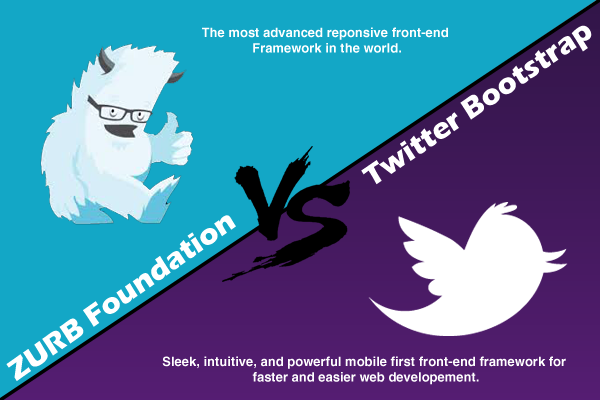 The most advanced reponsive front-end
Framework in the world.
Twitter Bootstrap
VS
ZURB Foundation
Sleek, intuitive, and powerful mobile first front-end framework for
faster and easier web developement.